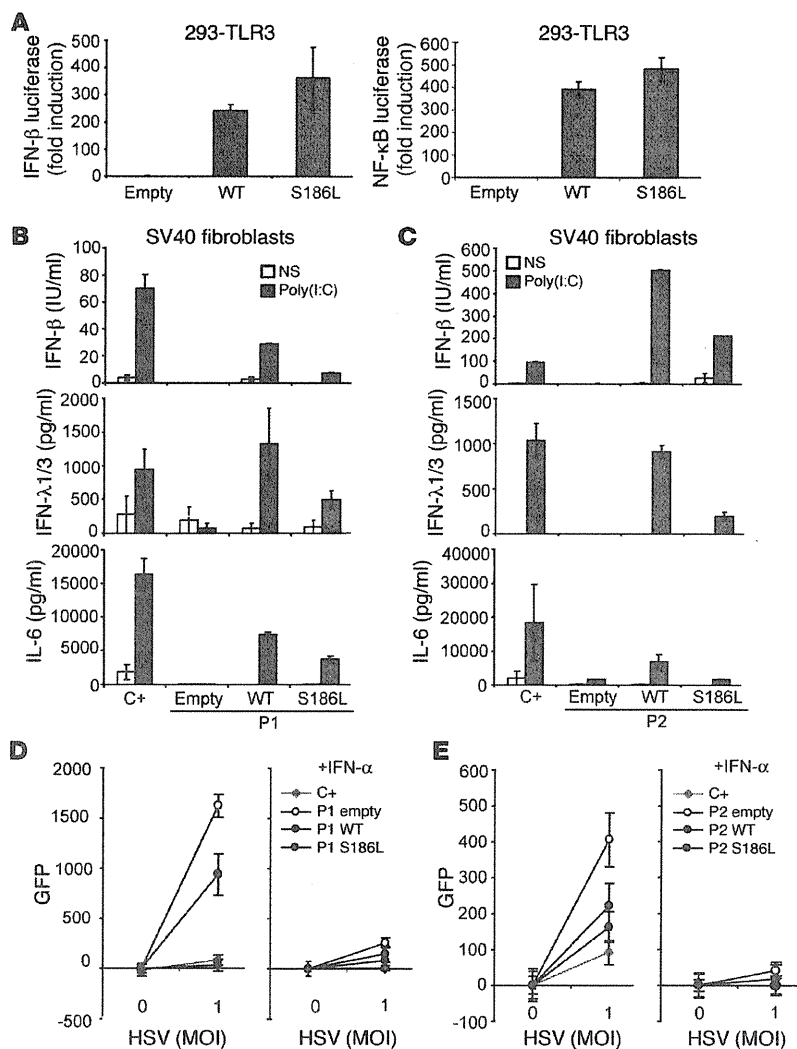 A
293-TLR3
IFN-β luciferase
(fold induction)
500
400
300
200
100
0
Empty
WT
S186L
293-TLR3
NF-κB luciferase
(fold induction)
600
500
400
300
200
100
0
Empty
WT
S186L
B
SV40 fibroblasts
NS
Poly(I:C)
IFN-β (IU/ml)
100
80
60
40
20
0
IFN-λ1/3 (pg/ml)
2000
1500
1000
500
0
IL-6 (pg/ml)
20000
15000
10000
5000
0
C+
Empty
WT
S186L
P1
C
SV40 fibroblasts
NS
Poly(I:C)
IFN-β (IU/ml)
600
500
400
300
200
100
0
IFN-λ1/3 (pg/ml)
1500
1000
500
0
IL-6 (pg/ml)
40000
30000
20000
10000
0
C+
Empty
WT
S186L
P2
D
GFP
2000
1500
1000
500
0
-500
0
1
HSV (MOI)
+IFN-α
C+
P1 empty
P1 WT
P1 S186L
0
1
HSV (MOI)
E
GFP
600
500
400
300
200
100
0
-100
0
1
HSV (MOI)
+IFN-α
C+
P2 empty
P2 WT
P2 S186L
0
1
HSV (MOI)